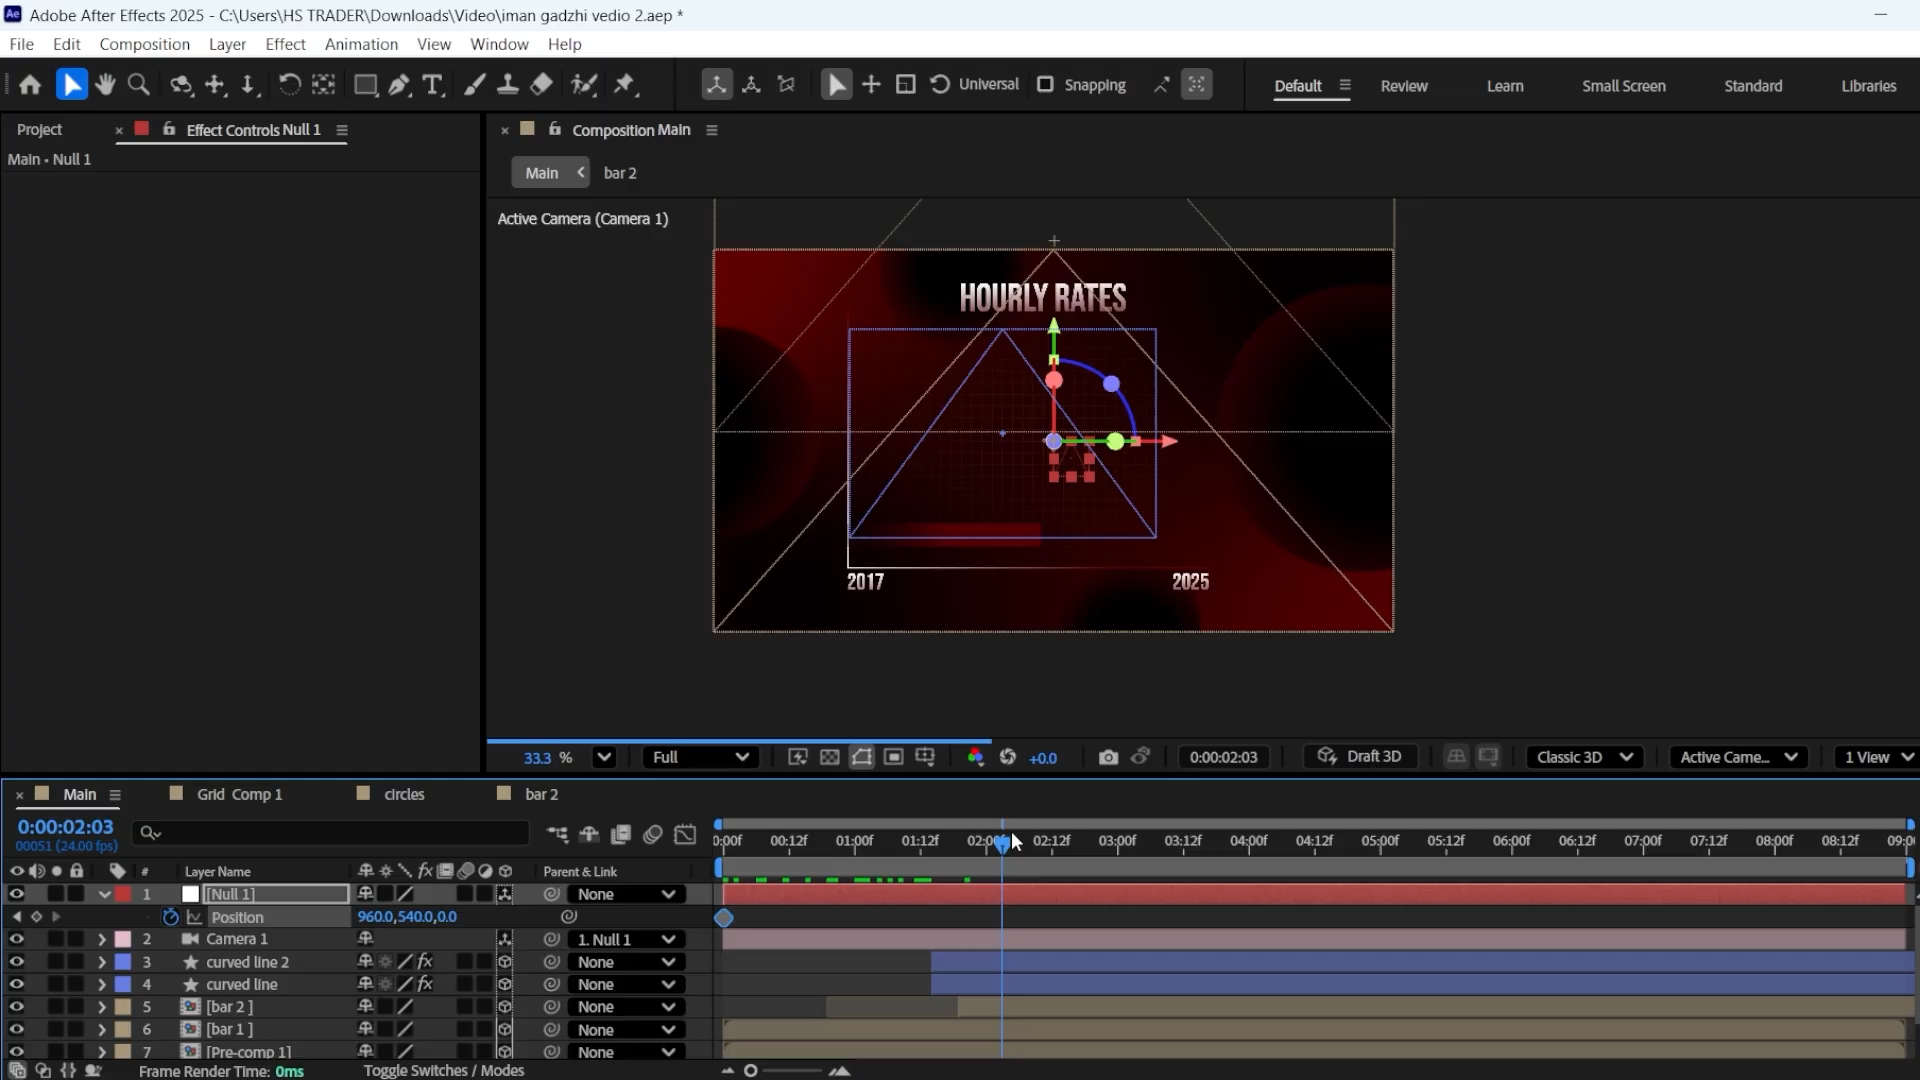 Adobe After Effects 2025 - C:\Users\HS TRADER\Downloads\Video\iman gadzhi vedio 2.aep *
File Edit Composition Layer Effect Animation View Window Help
Universal Snapping Default Review Learn Small Screen Standard Libraries
Project × Effect Controls Null 1 × Composition Main
Main • Null 1
Main < bar 2
Active Camera (Camera 1)
HOURLY RATES
2017 2025
33.3 % Full +0.0 0:00:02:03 Draft 3D Classic 3D Active Came... 1 View
× Main Grid Comp 1 circles bar 2
0:00:02:03
00051 (24.00 fps)
0:00f 00:12f 01:00f 01:12f 02:00f 02:12f 03:00f 03:12f 04:00f 04:12f 05:00f 05:12f 06:00f 06:12f 07:00f 07:12f 08:00f 08:12f 09:0
# Layer Name fx Parent & Link
1 [Null 1] None
Position 960.0,540.0,0.0
2 Camera 1 1. Null 1
3 curved line 2 fx None
4 curved line fx None
5 [bar 2 ] None
6 [bar 1 ] None
7 [Pre-comp 1] None
Frame Render Time: 0ms Toggle Switches / Modes